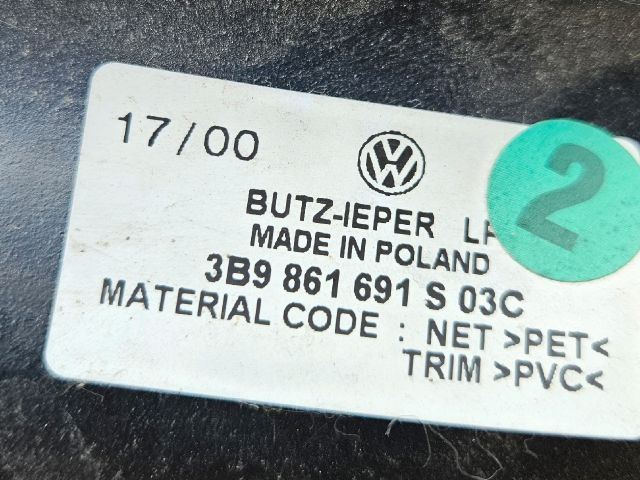 17/00
2
BUTZ-IEPER
MADE IN POLAND
3B9 861 691 S 03C
MATERIAL CODE : NET >PET<
TRIM >PVC<